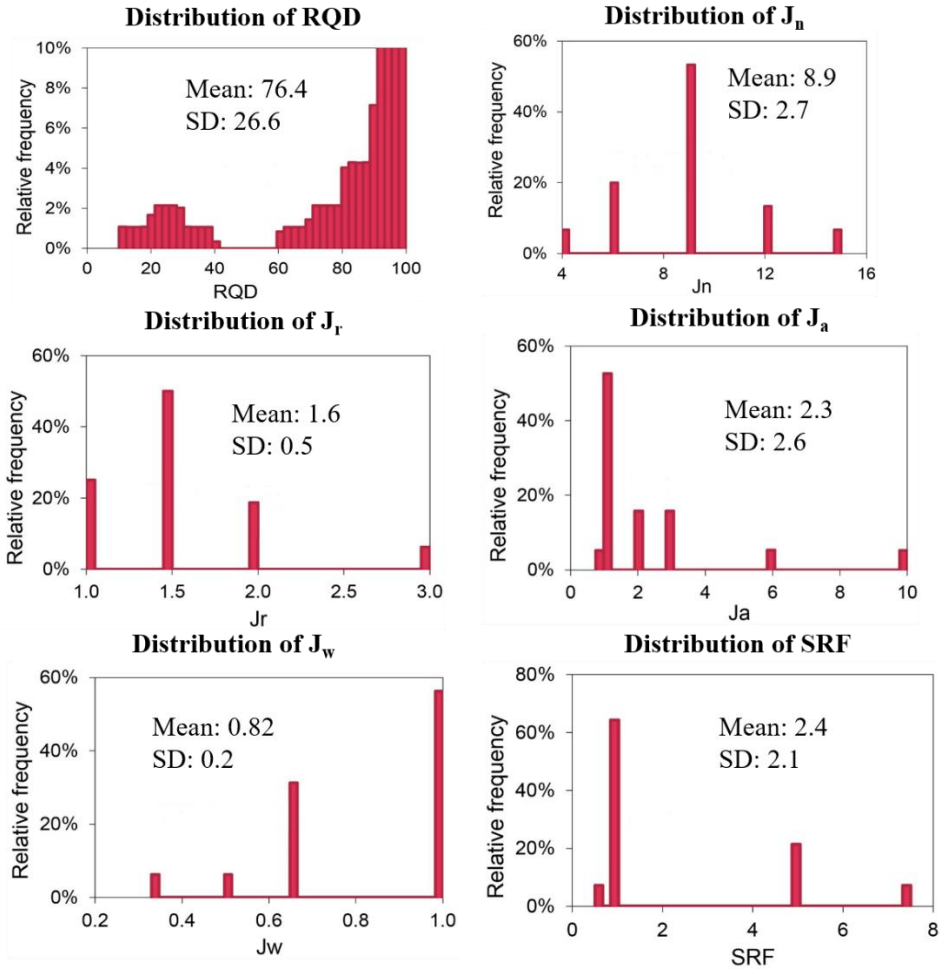 Distribution of RQD
Relative frequency
10%
8%
6%
4%
2%
0%
Mean: 76.4
SD: 26.6
0 20 40 60 80 100
RQD
Distribution of Jn
Relative frequency
60%
40%
20%
0%
Mean: 8.9
SD: 2.7
4 8 12 16
Jn
Distribution of Jr
Relative frequency
60%
40%
20%
0%
Mean: 1.6
SD: 0.5
1.0 1.5 2.0 2.5 3.0
Jr
Distribution of Ja
Relative frequency
60%
40%
20%
0%
Mean: 2.3
SD: 2.6
0 2 4 6 8 10
Ja
Distribution of Jw
Relative frequency
60%
40%
20%
0%
Mean: 0.82
SD: 0.2
0.2 0.4 0.6 0.8 1.0
Jw
Distribution of SRF
Relative frequency
80%
60%
40%
20%
0%
Mean: 2.4
SD: 2.1
0 2 4 6 8
SRF